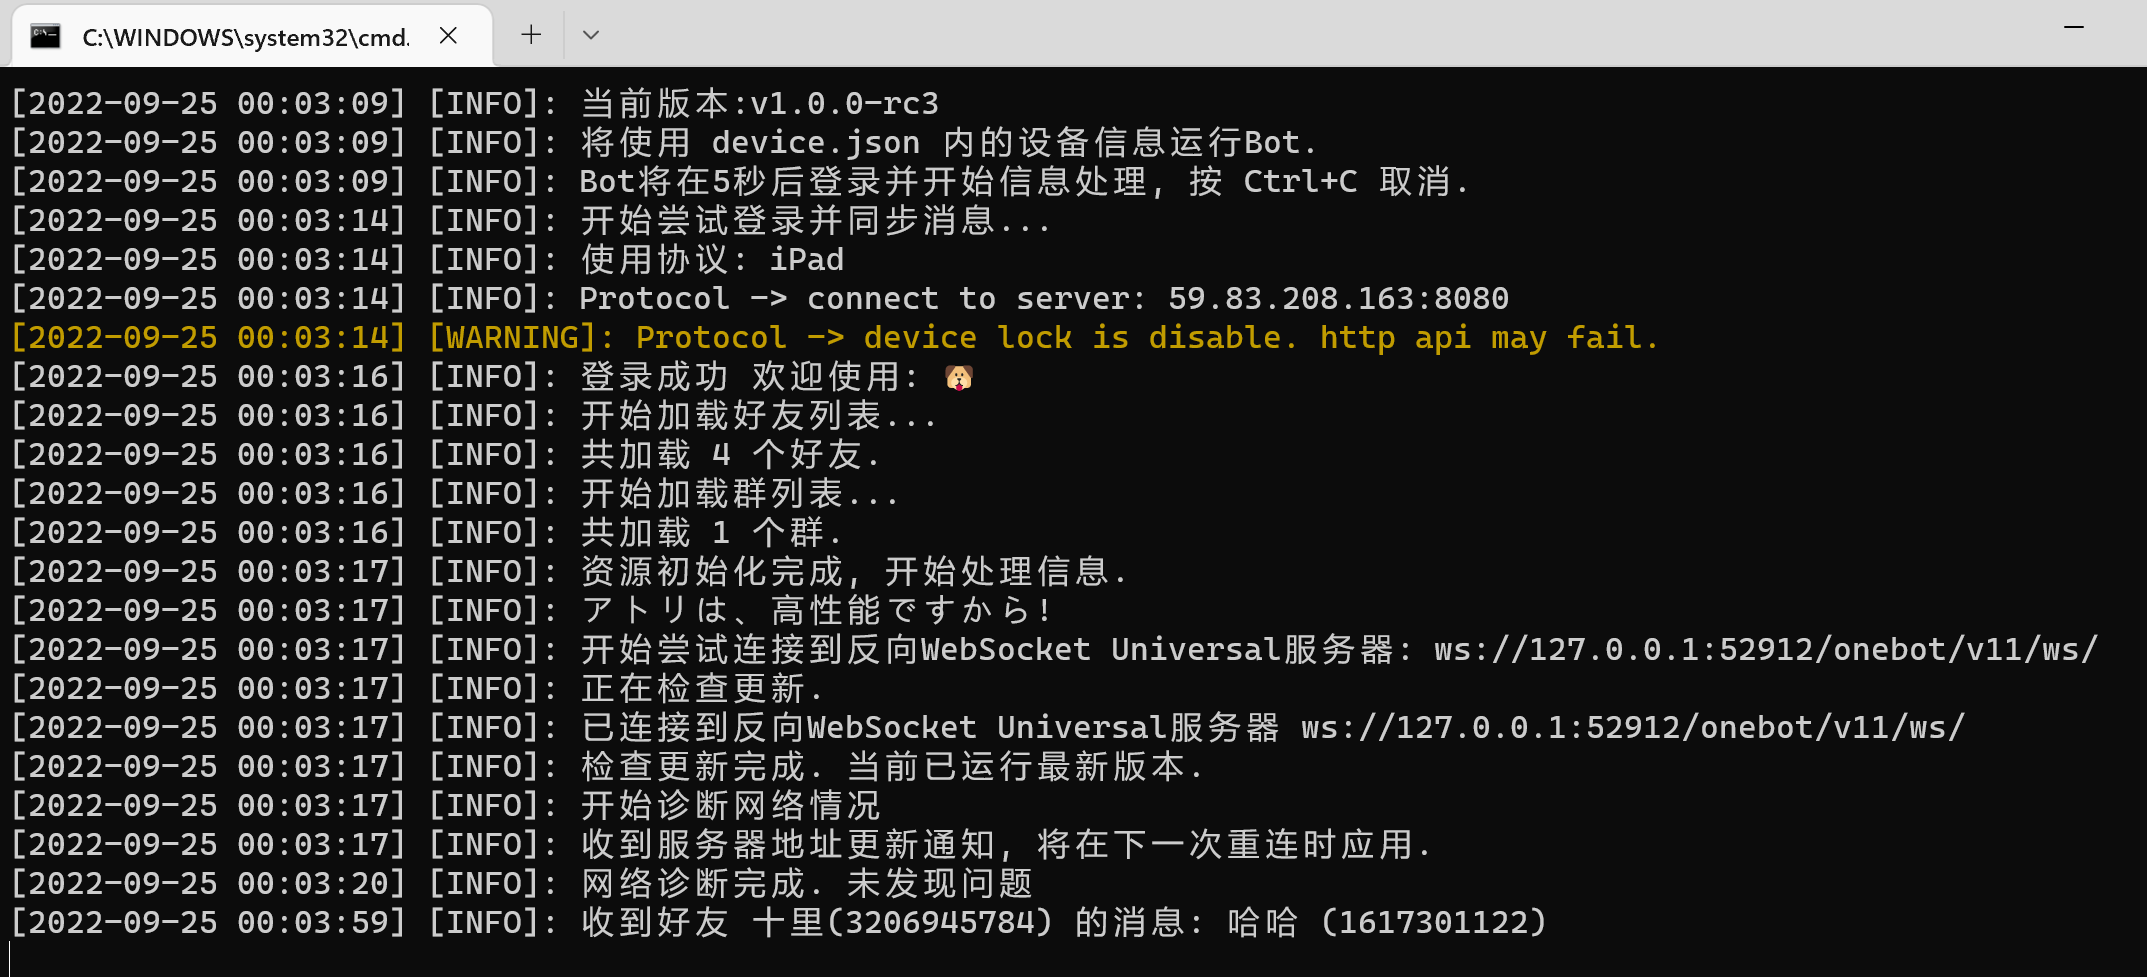 C:\WINDOWS\system32\cmd.
[2022-09-25 00:03:09] [INFO]: 当前版本:v1.0.0-rc3
[2022-09-25 00:03:09] [INFO]: 将使用 device.json 内的设备信息运行Bot.
[2022-09-25 00:03:09] [INFO]: Bot将在5秒后登录并开始信息处理, 按 Ctrl+C 取消.
[2022-09-25 00:03:14] [INFO]: 开始尝试登录并同步消息...
[2022-09-25 00:03:14] [INFO]: 使用协议: iPad
[2022-09-25 00:03:14] [INFO]: Protocol -> connect to server: 59.83.208.163:8080
[2022-09-25 00:03:14] [WARNING]: Protocol -> device lock is disable. http api may fail.
[2022-09-25 00:03:16] [INFO]: 登录成功 欢迎使用: 🐶
[2022-09-25 00:03:16] [INFO]: 开始加载好友列表...
[2022-09-25 00:03:16] [INFO]: 共加载 4 个好友.
[2022-09-25 00:03:16] [INFO]: 开始加载群列表...
[2022-09-25 00:03:16] [INFO]: 共加载 1 个群.
[2022-09-25 00:03:17] [INFO]: 资源初始化完成, 开始处理信息.
[2022-09-25 00:03:17] [INFO]: アトリは、高性能ですから!
[2022-09-25 00:03:17] [INFO]: 开始尝试连接到反向WebSocket Universal服务器: ws://127.0.0.1:52912/onebot/v11/ws/
[2022-09-25 00:03:17] [INFO]: 正在检查更新.
[2022-09-25 00:03:17] [INFO]: 已连接到反向WebSocket Universal服务器 ws://127.0.0.1:52912/onebot/v11/ws/
[2022-09-25 00:03:17] [INFO]: 检查更新完成. 当前已运行最新版本.
[2022-09-25 00:03:17] [INFO]: 开始诊断网络情况
[2022-09-25 00:03:17] [INFO]: 收到服务器地址更新通知, 将在下一次重连时应用.
[2022-09-25 00:03:20] [INFO]: 网络诊断完成. 未发现问题
[2022-09-25 00:03:59] [INFO]: 收到好友 十里(3206945784) 的消息: 哈哈 (1617301122)